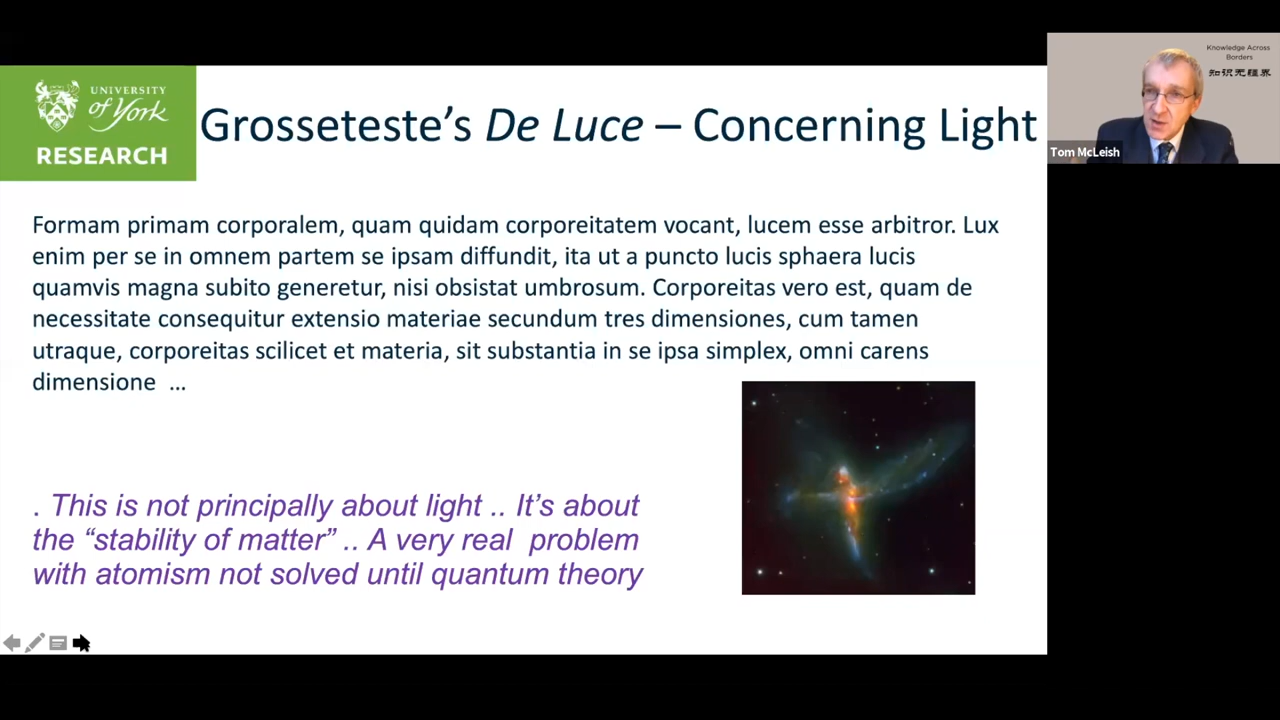 UNIVERSITY
of York
RESEARCH
Grosseteste’s De Luce – Concerning Light
Formam primam corporalem, quam quidam corporeitatem vocant, lucem esse arbitror. Lux
enim per se in omnem partem se ipsam diffundit, ita ut a puncto lucis sphaera lucis
quamvis magna subito generetur, nisi obsistat umbrosum. Corporeitas vero est, quam de
necessitate consequitur extensio materiae secundum tres dimensiones, cum tamen
utraque, corporeitas scilicet et materia, sit substantia in se ipsa simplex, omni carens
dimensione …
. This is not principally about light .. It’s about
the “stability of matter” .. A very real problem
with atomism not solved until quantum theory
Knowledge Across
Borders
知识无疆界
Tom McLeish